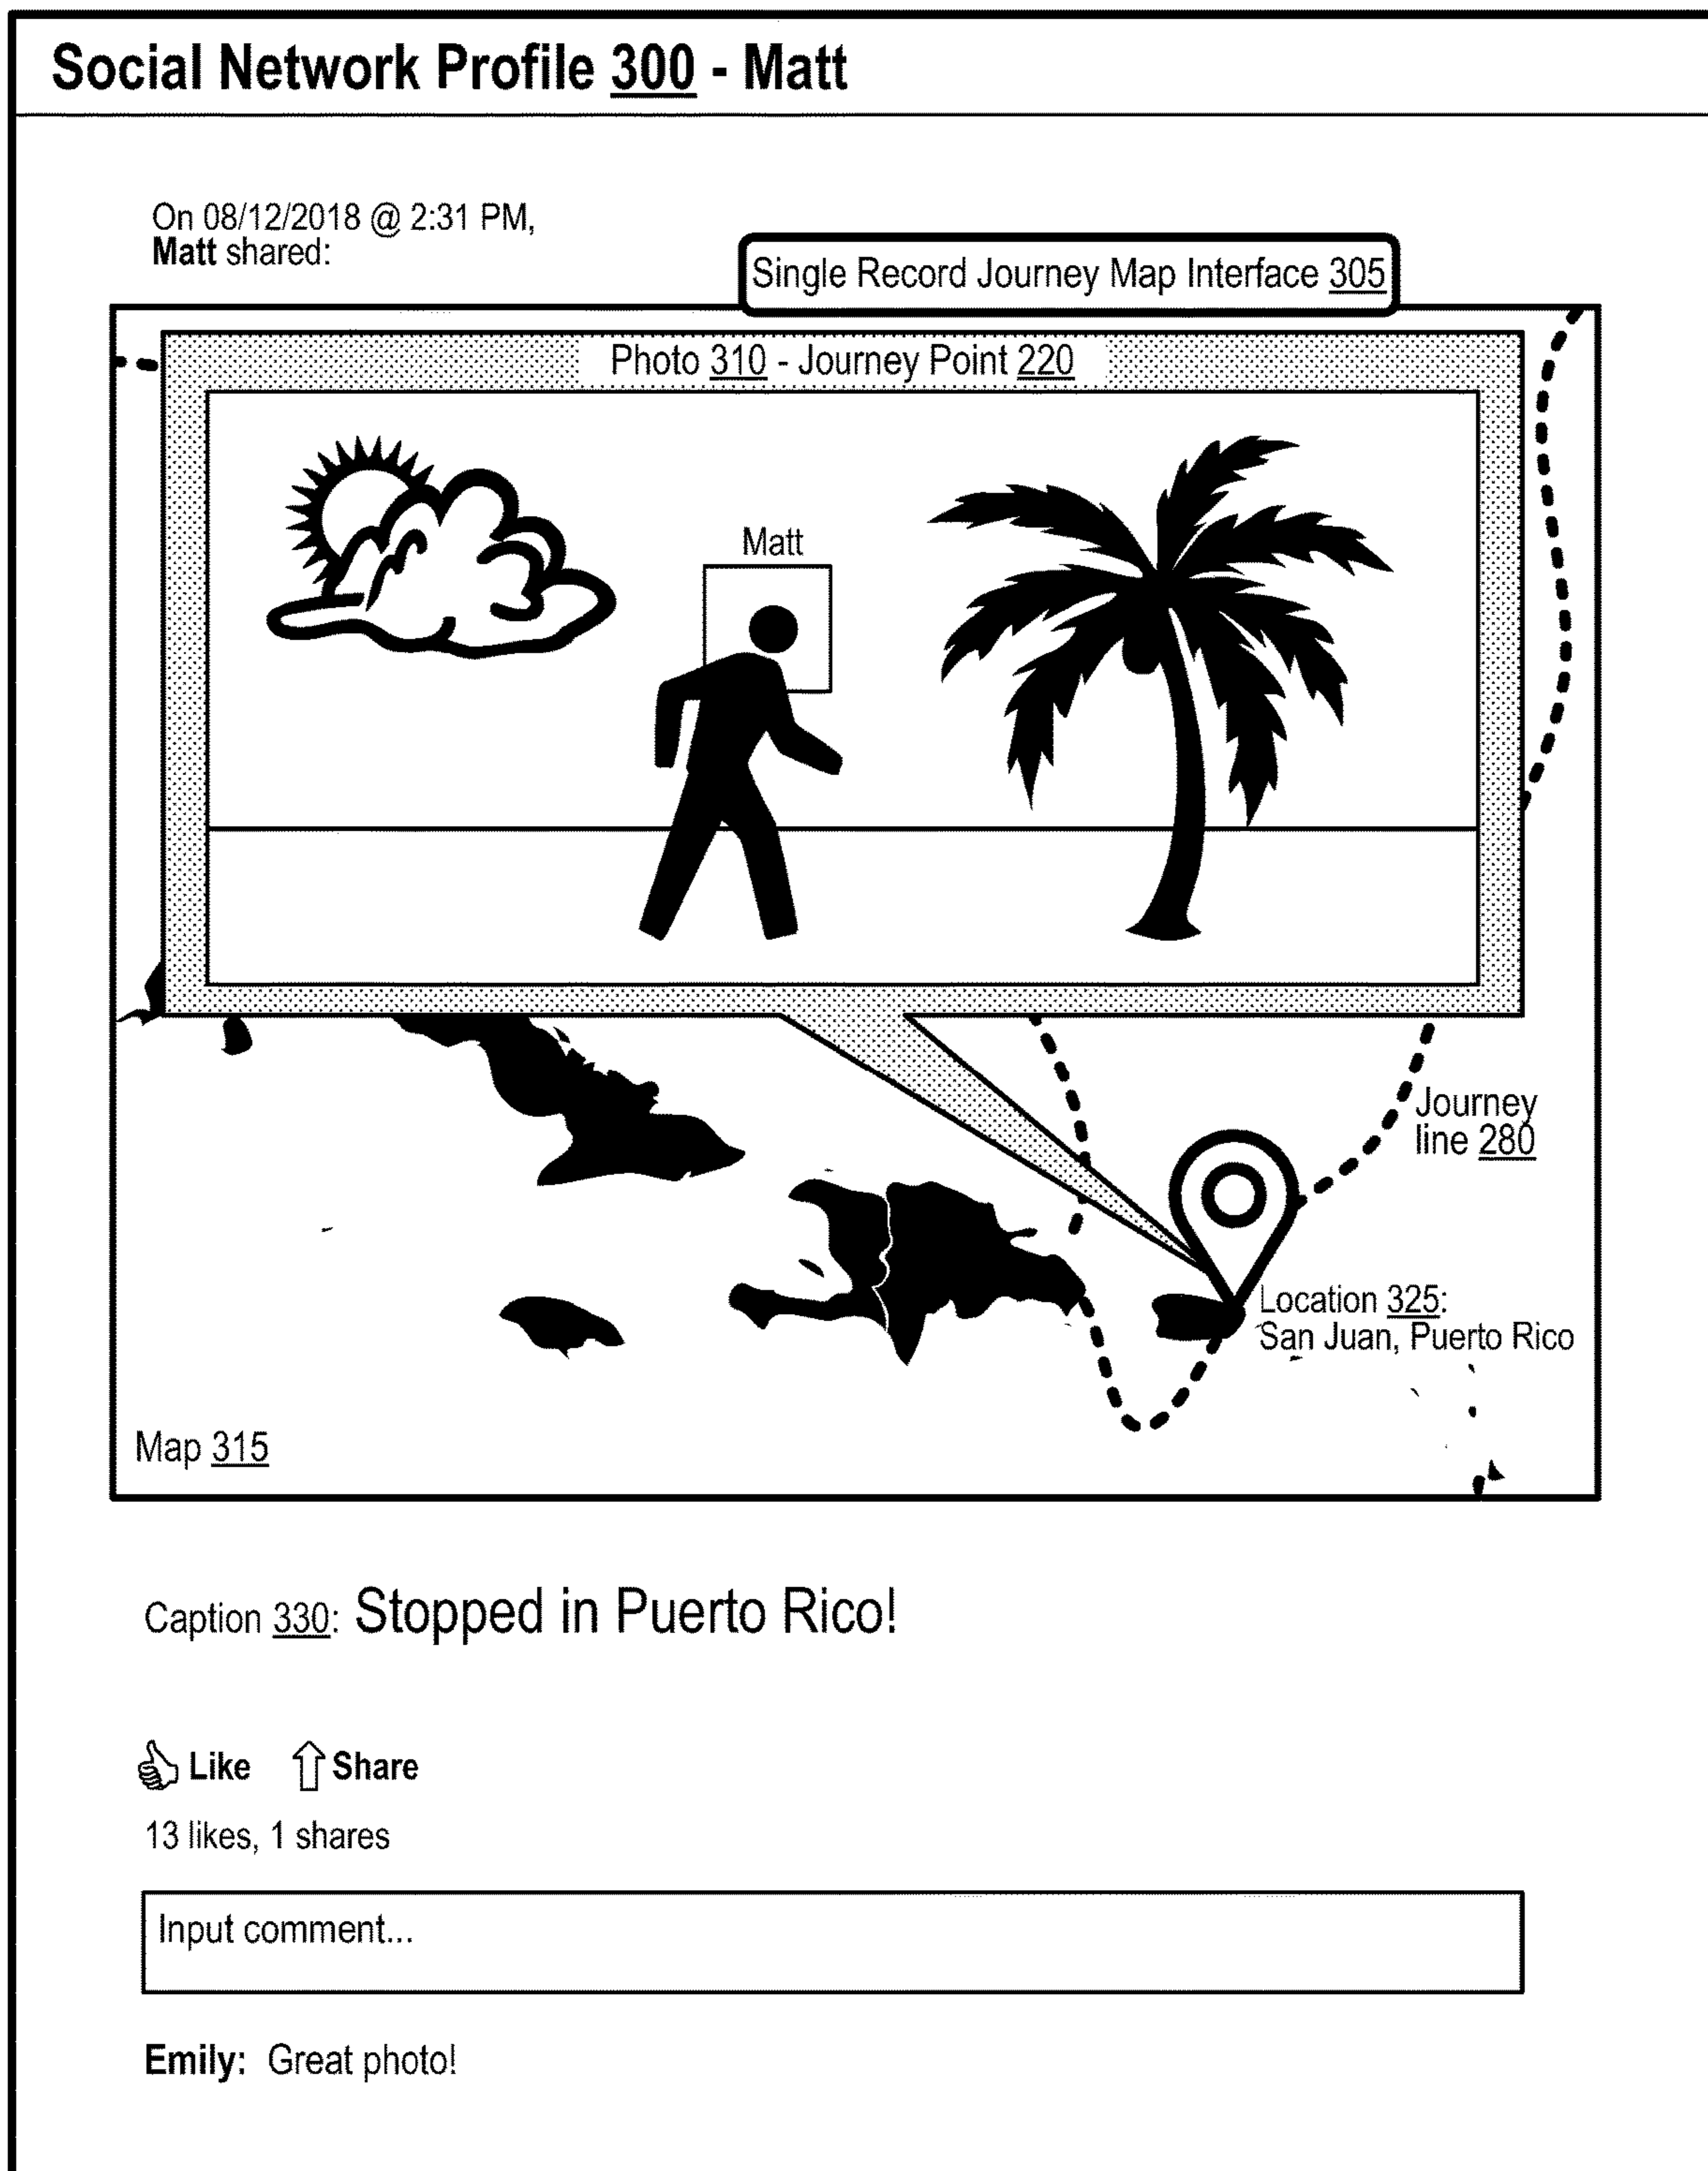 Social Network Profile 300 - Matt
On 08/12/2018 @ 2:31 PM,
Matt shared:
Single Record Journey Map Interface 305
Photo 310 - Journey Point 220
Matt
Journey
line 280
Location 325:
San Juan, Puerto Rico
Map 315
Caption 330: Stopped in Puerto Rico!
Like Share
13 likes, 1 shares
Input comment...
Emily: Great photo!